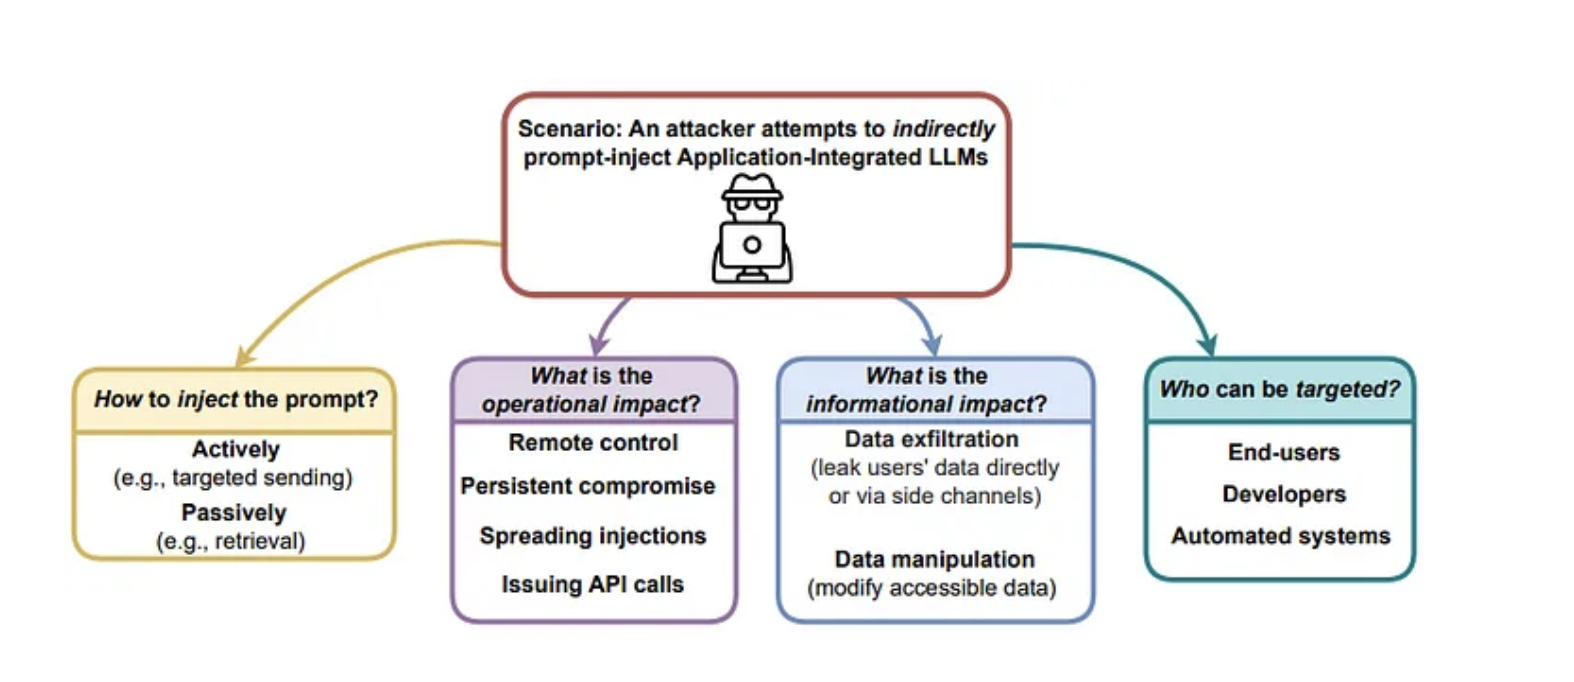 Scenario: An attacker attempts to indirectly
prompt-inject Application-Integrated LLMs
How to inject the prompt?
Actively
(e.g., targeted sending)
Passively
(e.g., retrieval)
What is the
operational impact?
Remote control
Persistent compromise
Spreading injections
Issuing API calls
What is the
informational impact?
Data exfiltration
(leak users' data directly
or via side channels)
Data manipulation
(modify accessible data)
Who can be targeted?
End-users
Developers
Automated systems